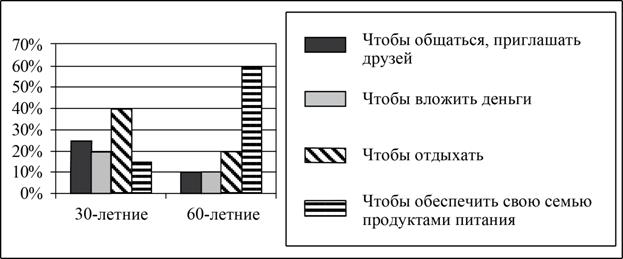 70%
60%
50%
40%
30%
20%
10%
0%
30-летние 60-летние
Чтобы общаться, приглашать
друзей
Чтобы вложить деньги
Чтобы отдыхать
Чтобы обеспечить свою семью
продуктами питания